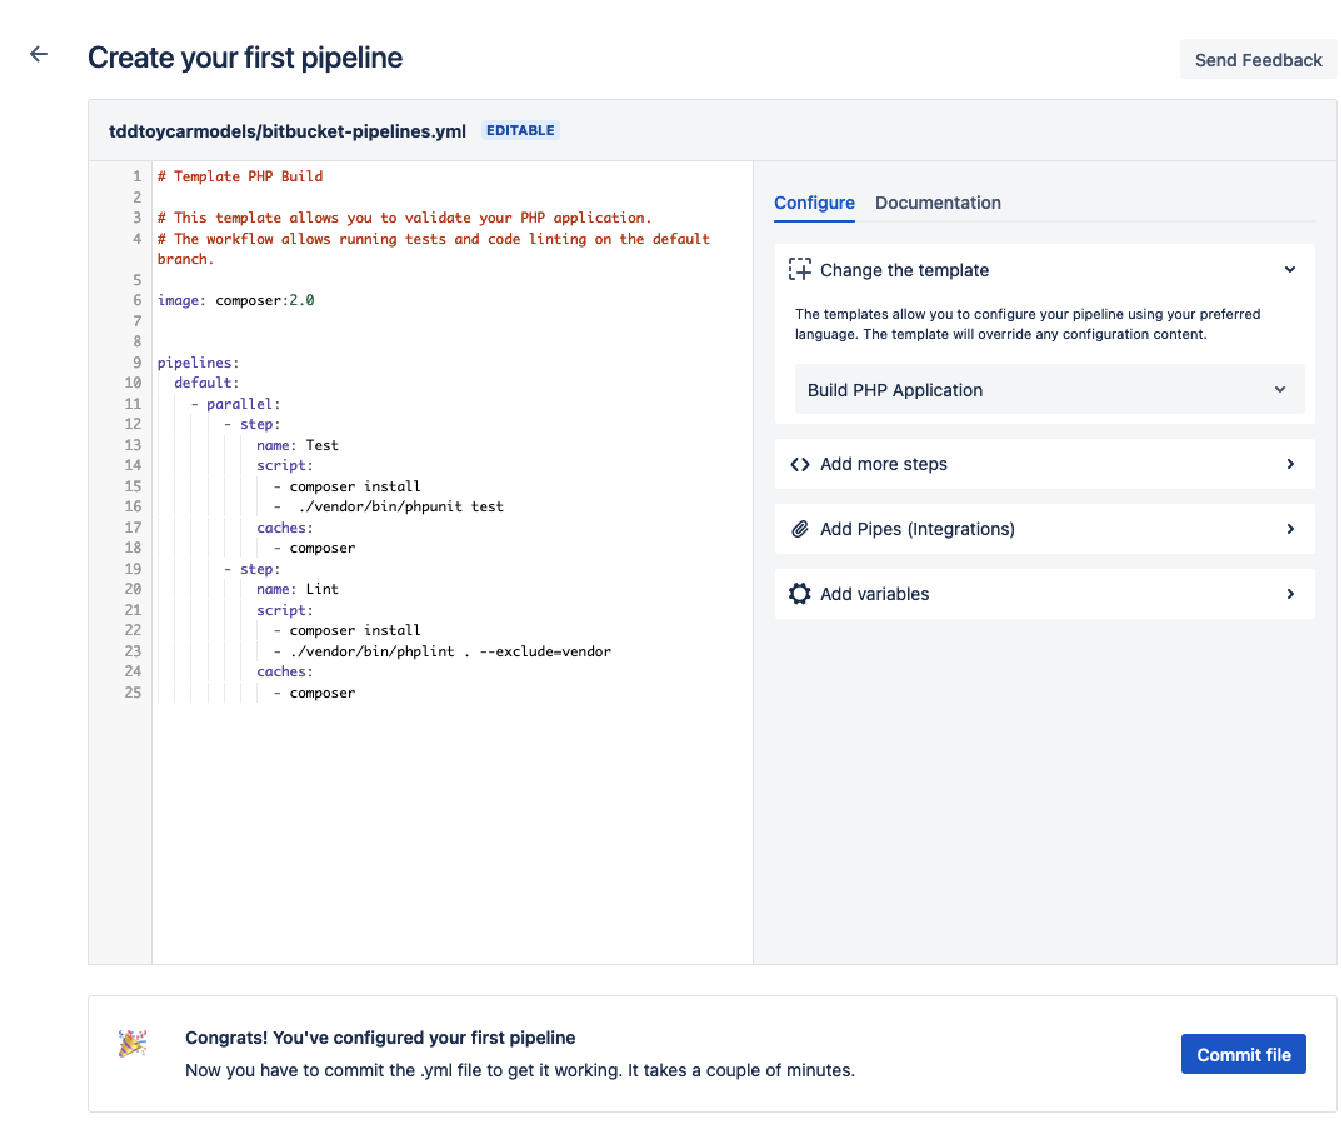 Create your first pipeline
Send Feedback
tddtoycarmodels/bitbucket-pipelines.yml EDITABLE
1 # Template PHP Build
2
3 # This template allows you to validate your PHP application.
4 # The workflow allows running tests and code linting on the default
branch.
5
6 image: composer:2.0
7
8
9 pipelines:
10   default:
11     - parallel:
12         - step:
13             name: Test
14             script:
15               - composer install
16               -  ./vendor/bin/phpunit test
17             caches:
18               - composer
19         - step:
20             name: Lint
21             script:
22               - composer install
23               - ./vendor/bin/phplint . --exclude=vendor
24             caches:
25               - composer
Configure Documentation
Change the template
The templates allow you to configure your pipeline using your preferred
language. The template will override any configuration content.
Build PHP Application
Add more steps
Add Pipes (Integrations)
Add variables
Congrats! You've configured your first pipeline
Now you have to commit the .yml file to get it working. It takes a couple of minutes.
Commit file